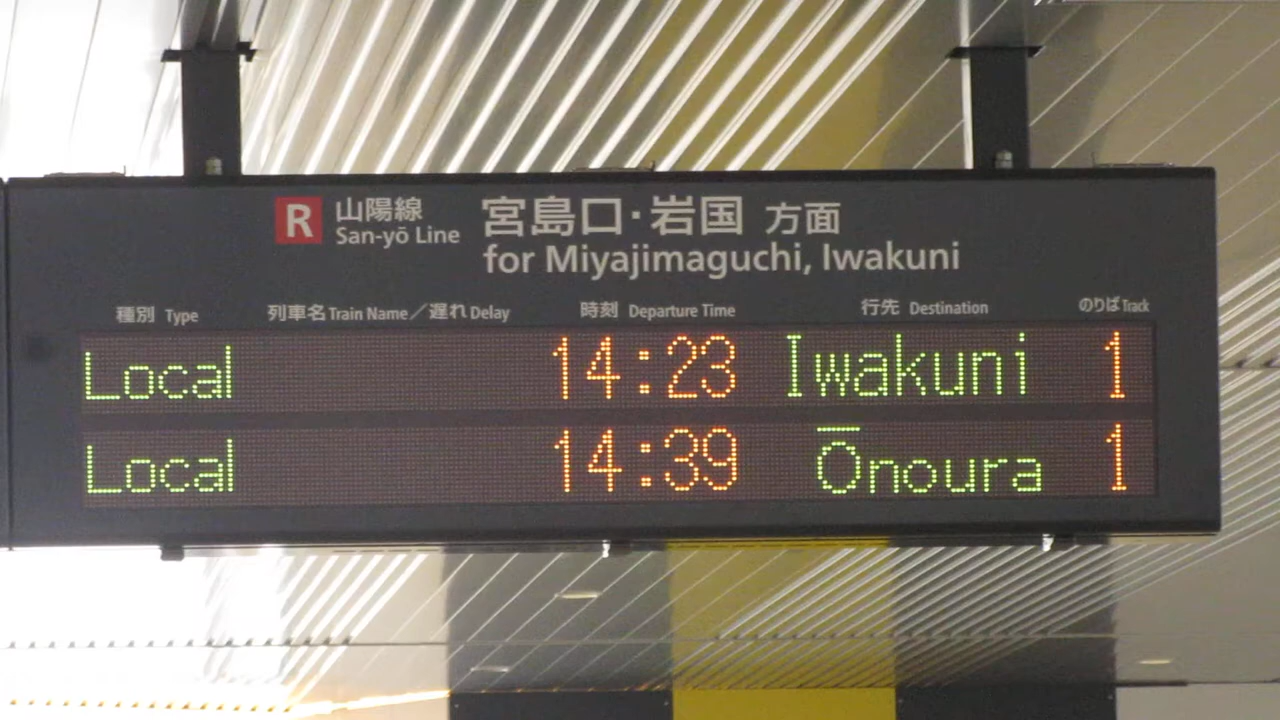 R 山陽線 宮島口・岩国 方面
San-yō Line for Miyajimaguchi, Iwakuni
種別 Type 列車名 Train Name／遅れ Delay 時刻 Departure Time 行先 Destination のりば Track
Local 14:23 Iwakuni 1
Local 14:39 Ōnoura 1